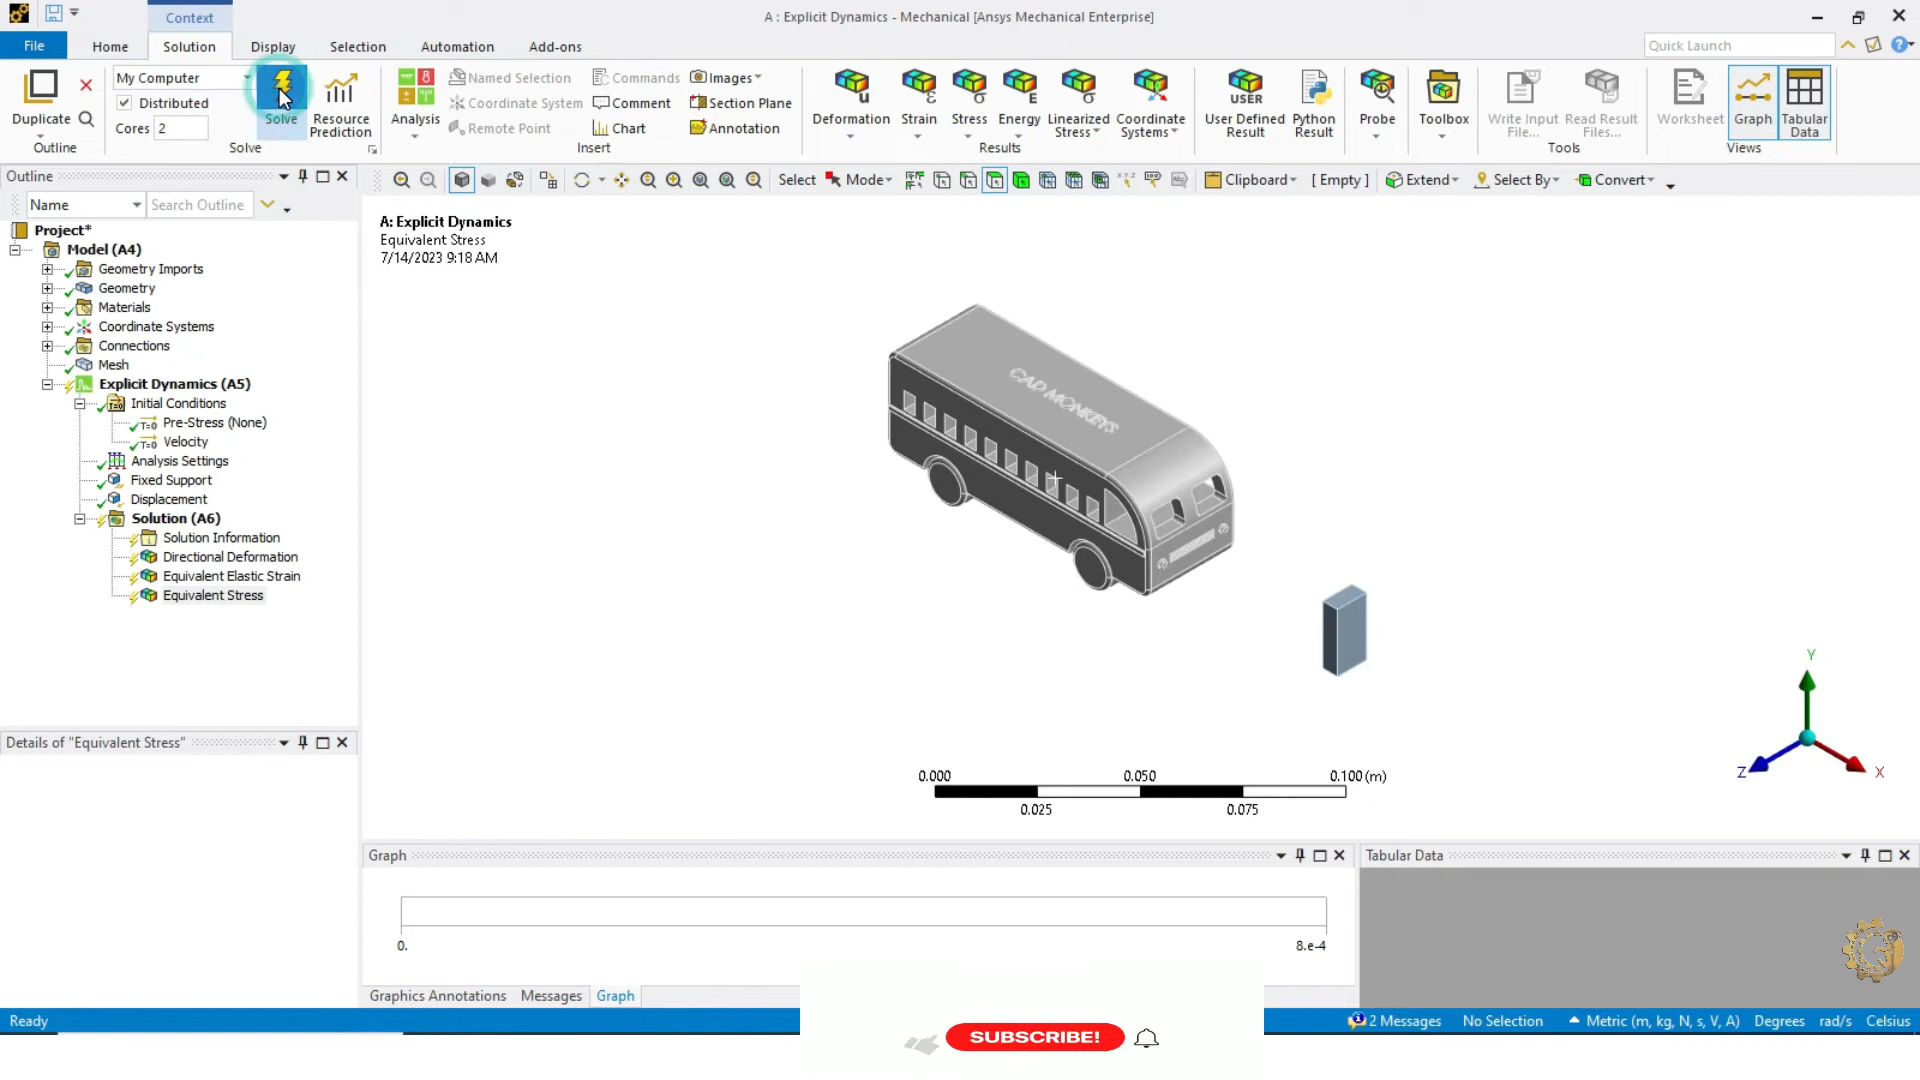 Context
A : Explicit Dynamics - Mechanical [Ansys Mechanical Enterprise]
File Home Solution Display Selection Automation Add-ons
Quick Launch
Duplicate
Outline
My Computer
Distributed
Cores 2
Solve
Resource Prediction
Solve
Analysis
Named Selection
Coordinate System
Remote Point
Commands
Comment
Chart
Images
Section Plane
Annotation
Insert
Deformation
Strain
Stress
Energy
Linearized Stress
Coordinate Systems
Results
USER
User Defined Result
Python Result
Probe
Toolbox
Write Input File...
Read Result Files...
Tools
Worksheet
Graph
Tabular Data
Views
Outline
Name
Search Outline
Select Mode
Clipboard [ Empty ] Extend Select By Convert
Project*
Model (A4)
Geometry Imports
Geometry
Materials
Coordinate Systems
Connections
Mesh
Explicit Dynamics (A5)
Initial Conditions
T=0 Pre-Stress (None)
T=0 Velocity
Analysis Settings
Fixed Support
Displacement
Solution (A6)
Solution Information
Directional Deformation
Equivalent Elastic Strain
Equivalent Stress
A: Explicit Dynamics
Equivalent Stress
7/14/2023 9:18 AM
CAD MONKEYS
Y
Z
X
0.000 0.050 0.100 (m)
0.025 0.075
Details of "Equivalent Stress"
Graph
0. 8.e-4
Tabular Data
Graphics Annotations Messages Graph
Ready
2 Messages No Selection Metric (m, kg, N, s, V, A) Degrees rad/s Celsius
SUBSCRIBE!